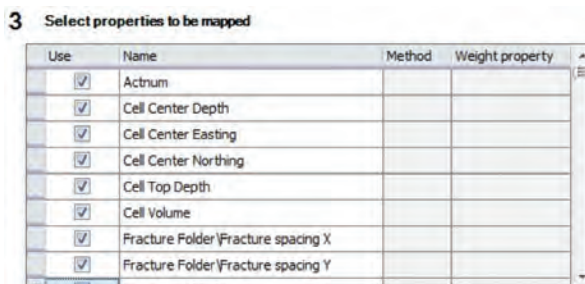 3 Select properties to be mapped
Use Name Method Weight property
Actnum
Cell Center Depth
Cell Center Easting
Cell Center Northing
Cell Top Depth
Cell Volume
Fracture Folder\Fracture spacing X
Fracture Folder\Fracture spacing Y